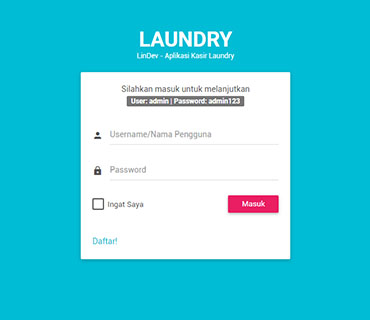 LAUNDRY
LinDev - Aplikasi Kasir Laundry
Silahkan masuk untuk melanjutkan
User: admin | Password: admin123
Username/Nama Pengguna
Password
Ingat Saya
Masuk
Daftar!